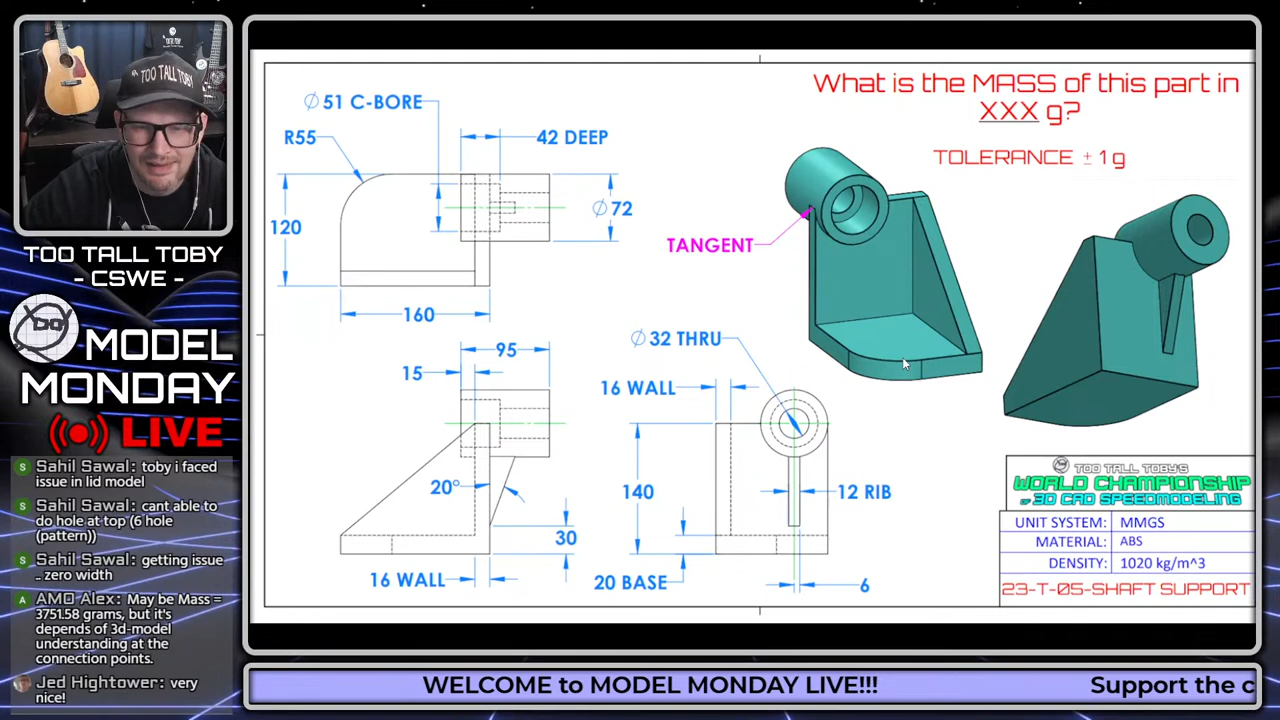 TOO TALL TOBY
TOO TALL TOBY
- CSWE -
MODEL
MONDAY
LIVE
Sahil Sawal: toby i faced
issue in lid model
Sahil Sawal: cant able to
do hole at top (6 hole
(pattern))
Sahil Sawal: getting issue
.. zero width
AMO Alex: May be Mass =
3751.58 grams, but it's
depends of 3d-model
understanding at the
connection points.
Jed Hightower: very
nice!
What is the MASS of this part in
XXX g?
TOLERANCE ± 1 g
Ø 51 C-BORE
R55
42 DEEP
120
Ø 72
160
TANGENT
95
15
Ø 32 THRU
16 WALL
20°
140
12 RIB
30
16 WALL
20 BASE
6
TOO TALL TOBY'S
WORLD CHAMPIONSHIP
OF 3D CAD SPEEDMODELING
UNIT SYSTEM: MMGS
MATERIAL: ABS
DENSITY: 1020 kg/m^3
23-T-05-SHAFT SUPPORT
WELCOME to MODEL MONDAY LIVE!!! Support the c